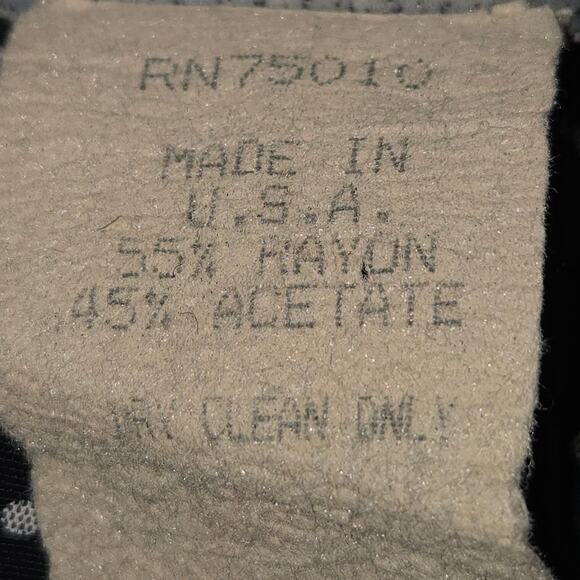 RN75010
MADE IN
U.S.A.
55% RAYON
45% ACETATE
DRY CLEAN ONLY